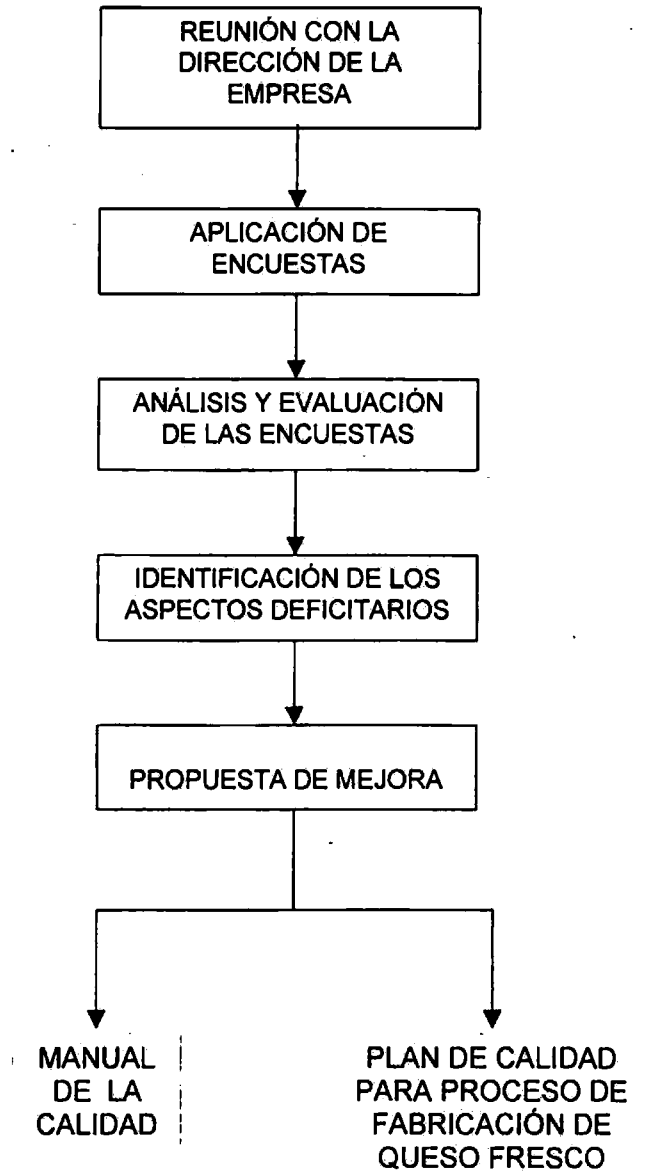 REUNIÓN CON LA
DIRECCIÓN DE LA
EMPRESA
APLICACIÓN DE
ENCUESTAS
ANÁLISIS Y EVALUACIÓN
DE LAS ENCUESTAS
IDENTIFICACIÓN DE LOS
ASPECTOS DEFICITARIOS
PROPUESTA DE MEJORA
MANUAL
DE LA
CALIDAD
PLAN DE CALIDAD
PARA PROCESO DE
FABRICACIÓN DE
QUESO FRESCO